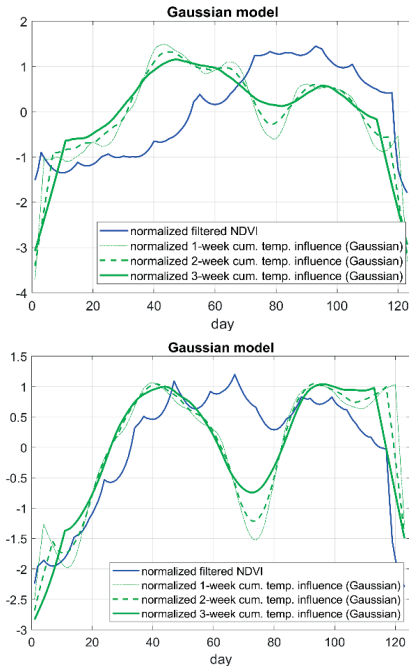 Gaussian model
2
1
0
-1
-2
-3
-4
0 20 40 60 80 100 120
day
normalized filtered NDVI
normalized 1-week cum. temp. influence (Gaussian)
normalized 2-week cum. temp. influence (Gaussian)
normalized 3-week cum. temp. influence (Gaussian)
Gaussian model
1.5
1
0.5
0
-0.5
-1
-1.5
-2
-2.5
-3
0 20 40 60 80 100 120
day
normalized filtered NDVI
normalized 1-week cum. temp. influence (Gaussian)
normalized 2-week cum. temp. influence (Gaussian)
normalized 3-week cum. temp. influence (Gaussian)